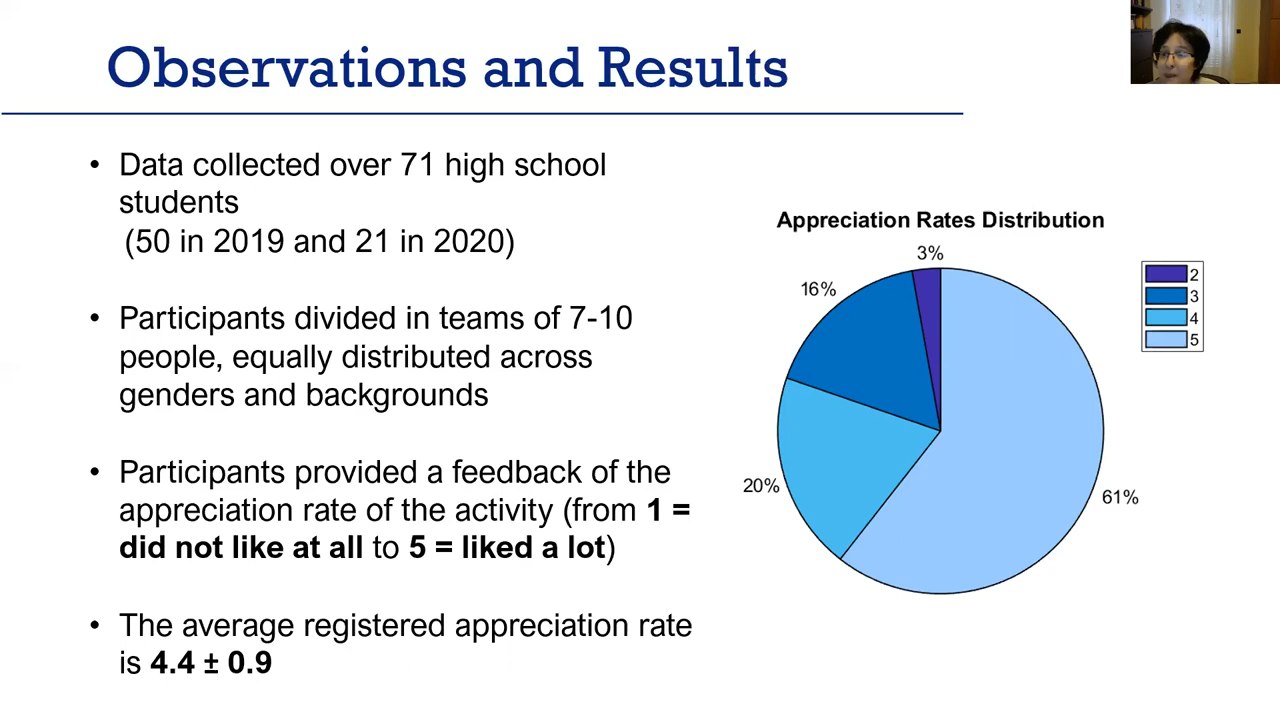 Observations and Results
• Data collected over 71 high school
students
(50 in 2019 and 21 in 2020)
• Participants divided in teams of 7-10
people, equally distributed across
genders and backgrounds
• Participants provided a feedback of the
appreciation rate of the activity (from 1 =
did not like at all to 5 = liked a lot)
• The average registered appreciation rate
is 4.4 ± 0.9
Appreciation Rates Distribution
3%
16%
20%
61%
2
3
4
5